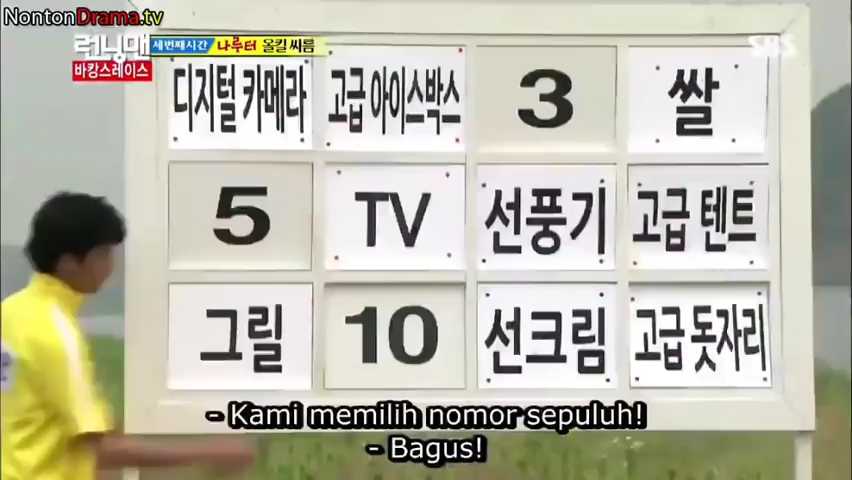 NontonDrama.tv
런닝맨
바캉스레이스
세번째시간 나루터 올킬 씨름
SBS
디지털 카메라 고급 아이스박스 3 쌀
5 TV 선풍기 고급 텐트
그릴 10 선크림 고급 돗자리
- Kami memilih nomor sepuluh!
- Bagus!